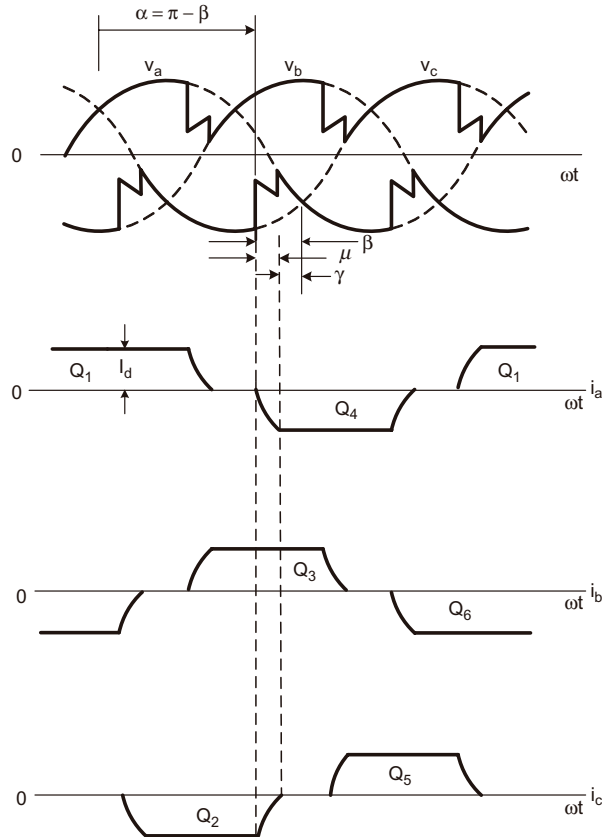 α = π – β
v_a v_b v_c
0
ωt
β
μ
γ
Q_1 I_d Q_1
0 i_a
Q_4 ωt
Q_3
0 i_b
Q_6 ωt
Q_5
0 i_c
Q_2 ωt